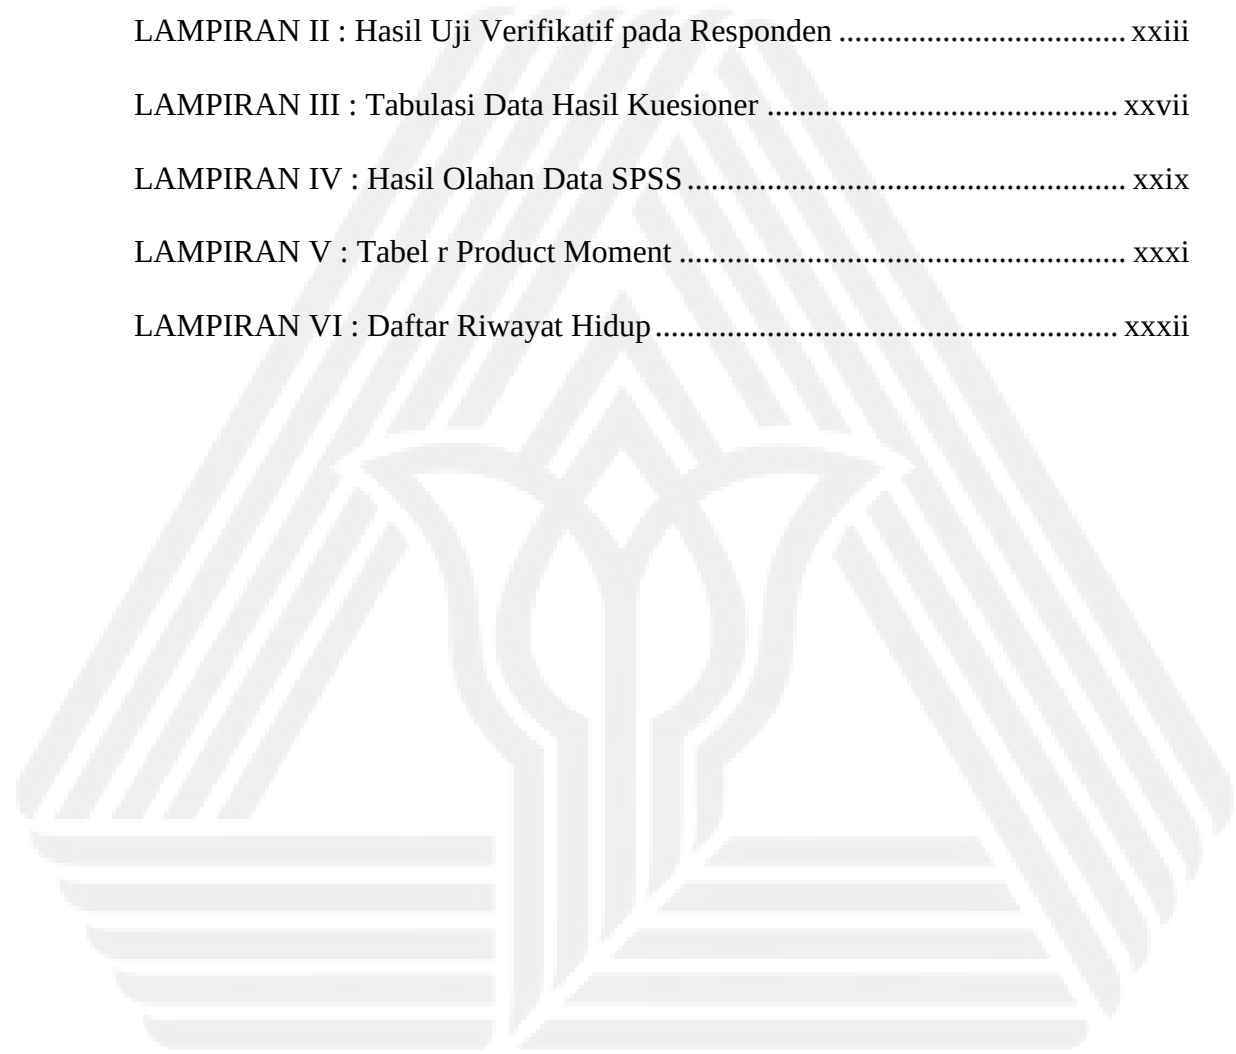 LAMPIRAN II : Hasil Uji Verifikatif pada Responden .................................... xxiii
LAMPIRAN III : Tabulasi Data Hasil Kuesioner ............................................ xxvii
LAMPIRAN IV : Hasil Olahan Data SPSS ....................................................... xxix
LAMPIRAN V : Tabel r Product Moment ........................................................ xxxi
LAMPIRAN VI : Daftar Riwayat Hidup .......................................................... xxxii